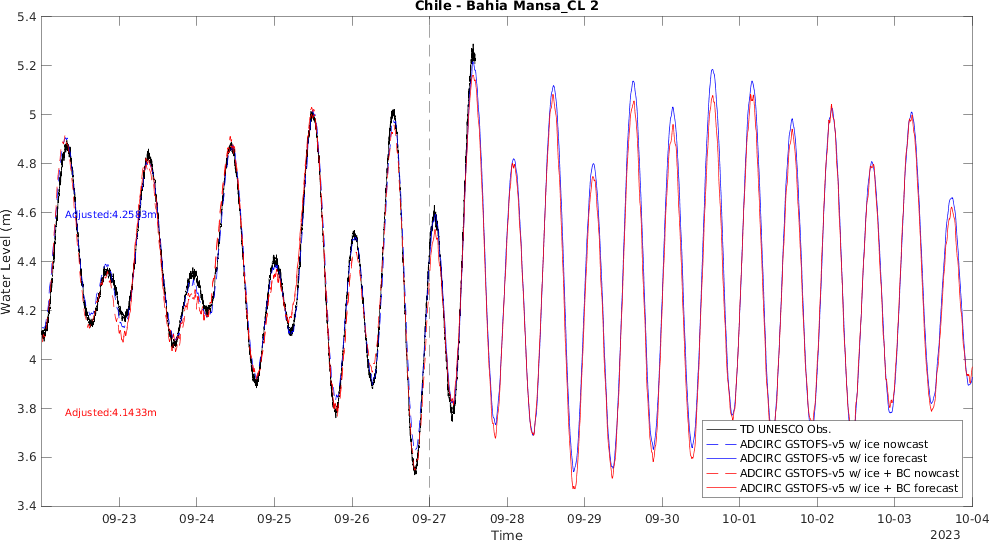 Chile - Bahia Mansa_CL 2
5.4
5.2
5
4.8
4.6
4.4
4.2
4
3.8
3.6
3.4
Water Level (m)
Adjusted:4.2583m
Adjusted:4.1433m
TD UNESCO Obs.
ADCIRC GSTOFS-v5 w/ ice nowcast
ADCIRC GSTOFS-v5 w/ ice forecast
ADCIRC GSTOFS-v5 w/ ice + BC nowcast
ADCIRC GSTOFS-v5 w/ ice + BC forecast
09-23 09-24 09-25 09-26 09-27 09-28 09-29 09-30 10-01 10-02 10-03 10-04
Time
2023